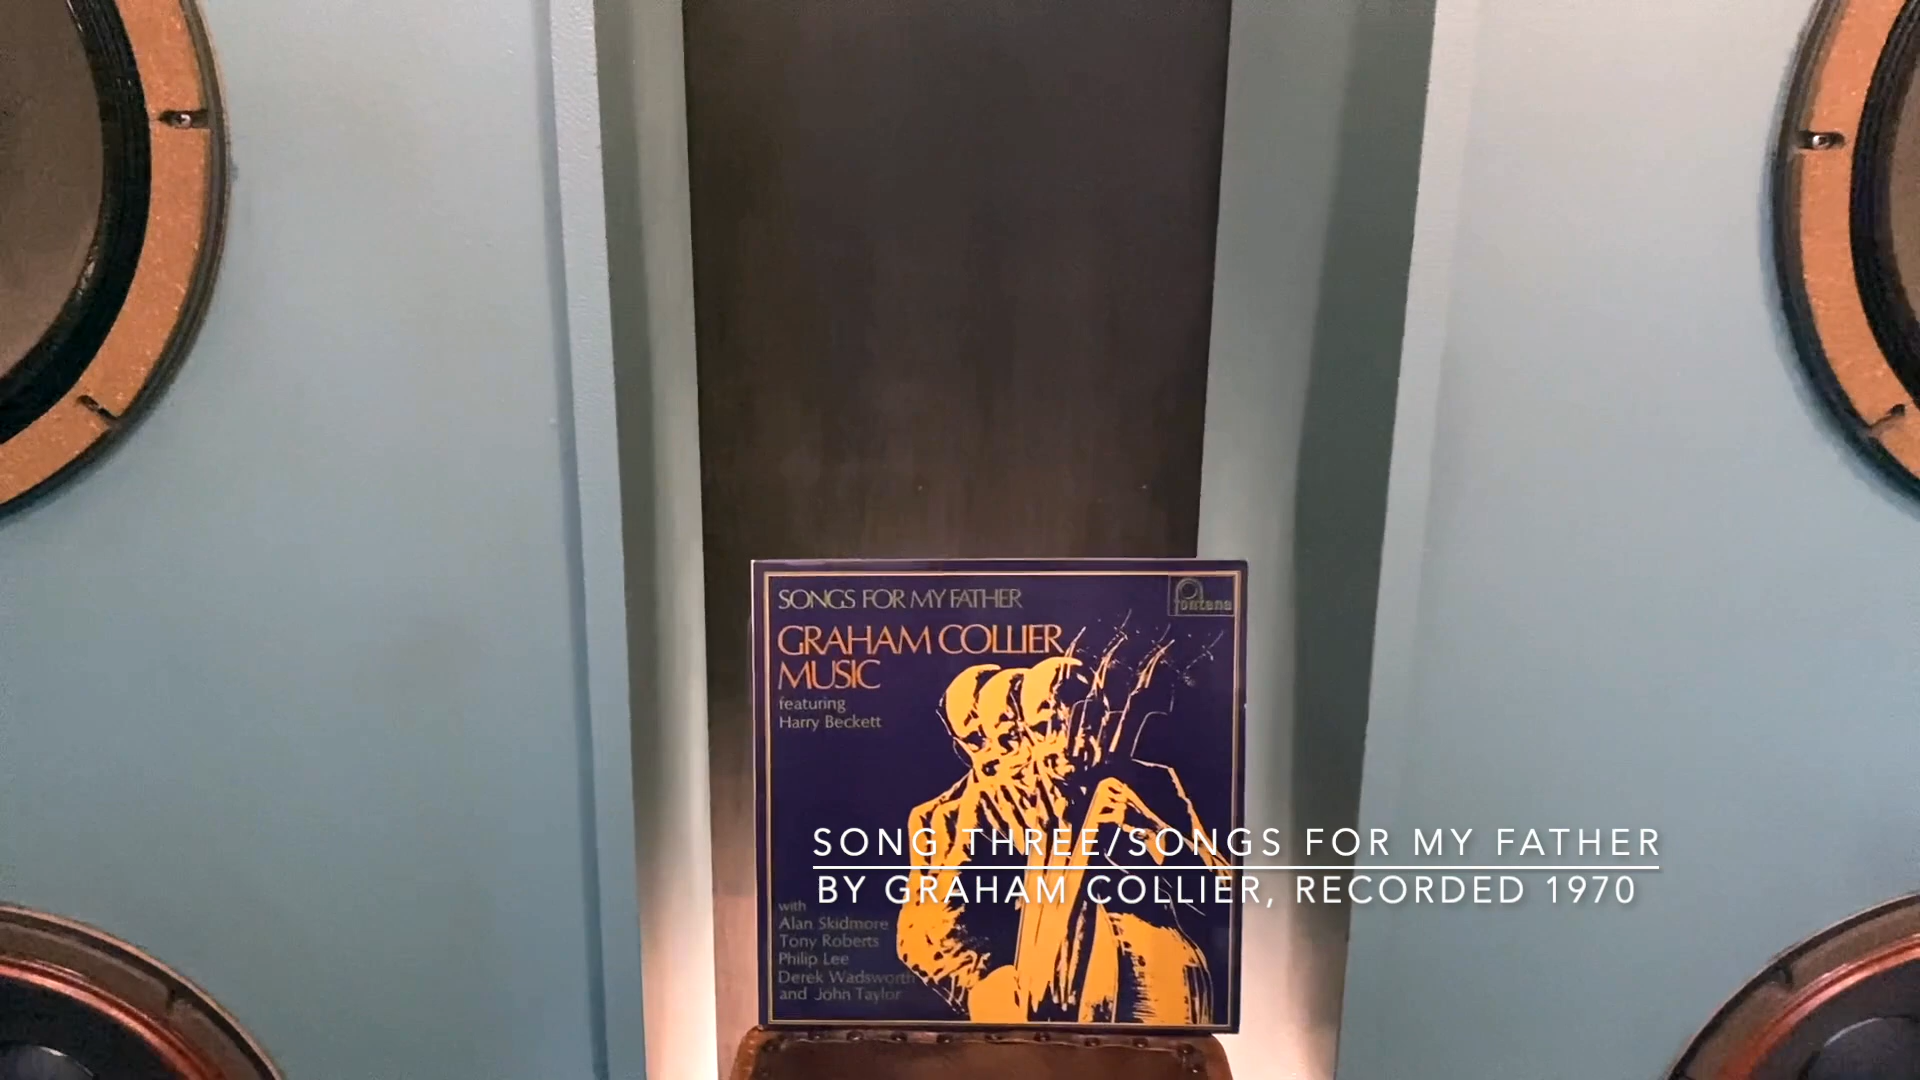 SONGS FOR MY FATHER
fontana
GRAHAM COLLIER
MUSIC
featuring
Harry Beckett
SONG THREE/SONGS FOR MY FATHER
BY GRAHAM COLLIER, RECORDED 1970
with
Alan Skidmore
Tony Roberts
Philip Lee
Derek Wadsworth
and John Taylor